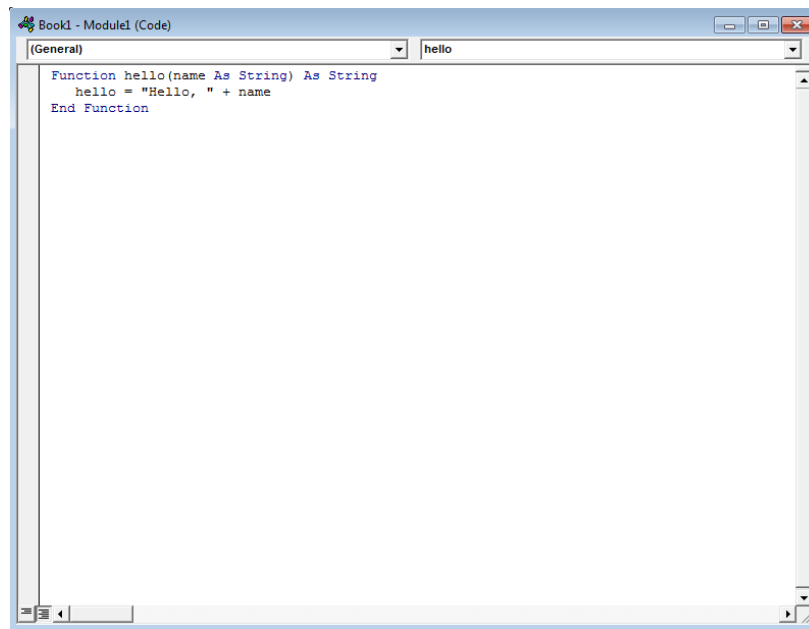 Book1 - Module1 (Code)
(General) hello
Function hello(name As String) As String
hello = "Hello, " + name
End Function